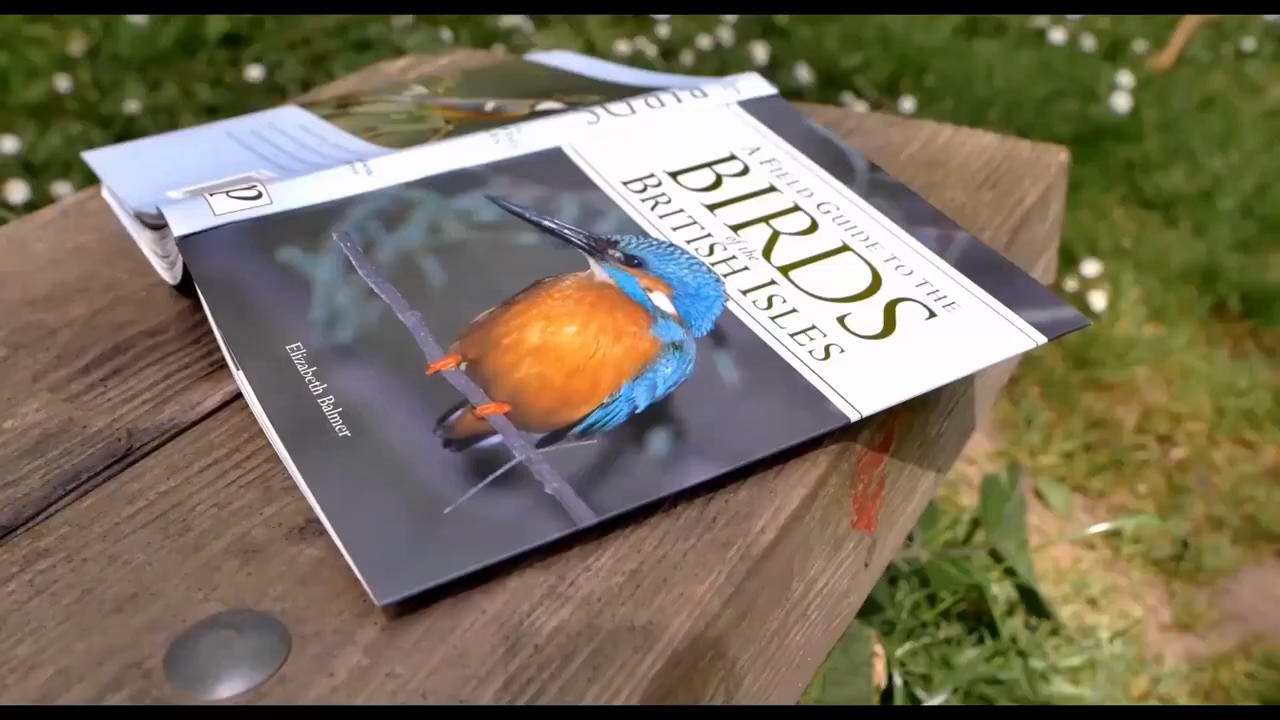 A FIELD GUIDE TO THE
BIRDS
of the
BRITISH ISLES
Elizabeth Balmer
p